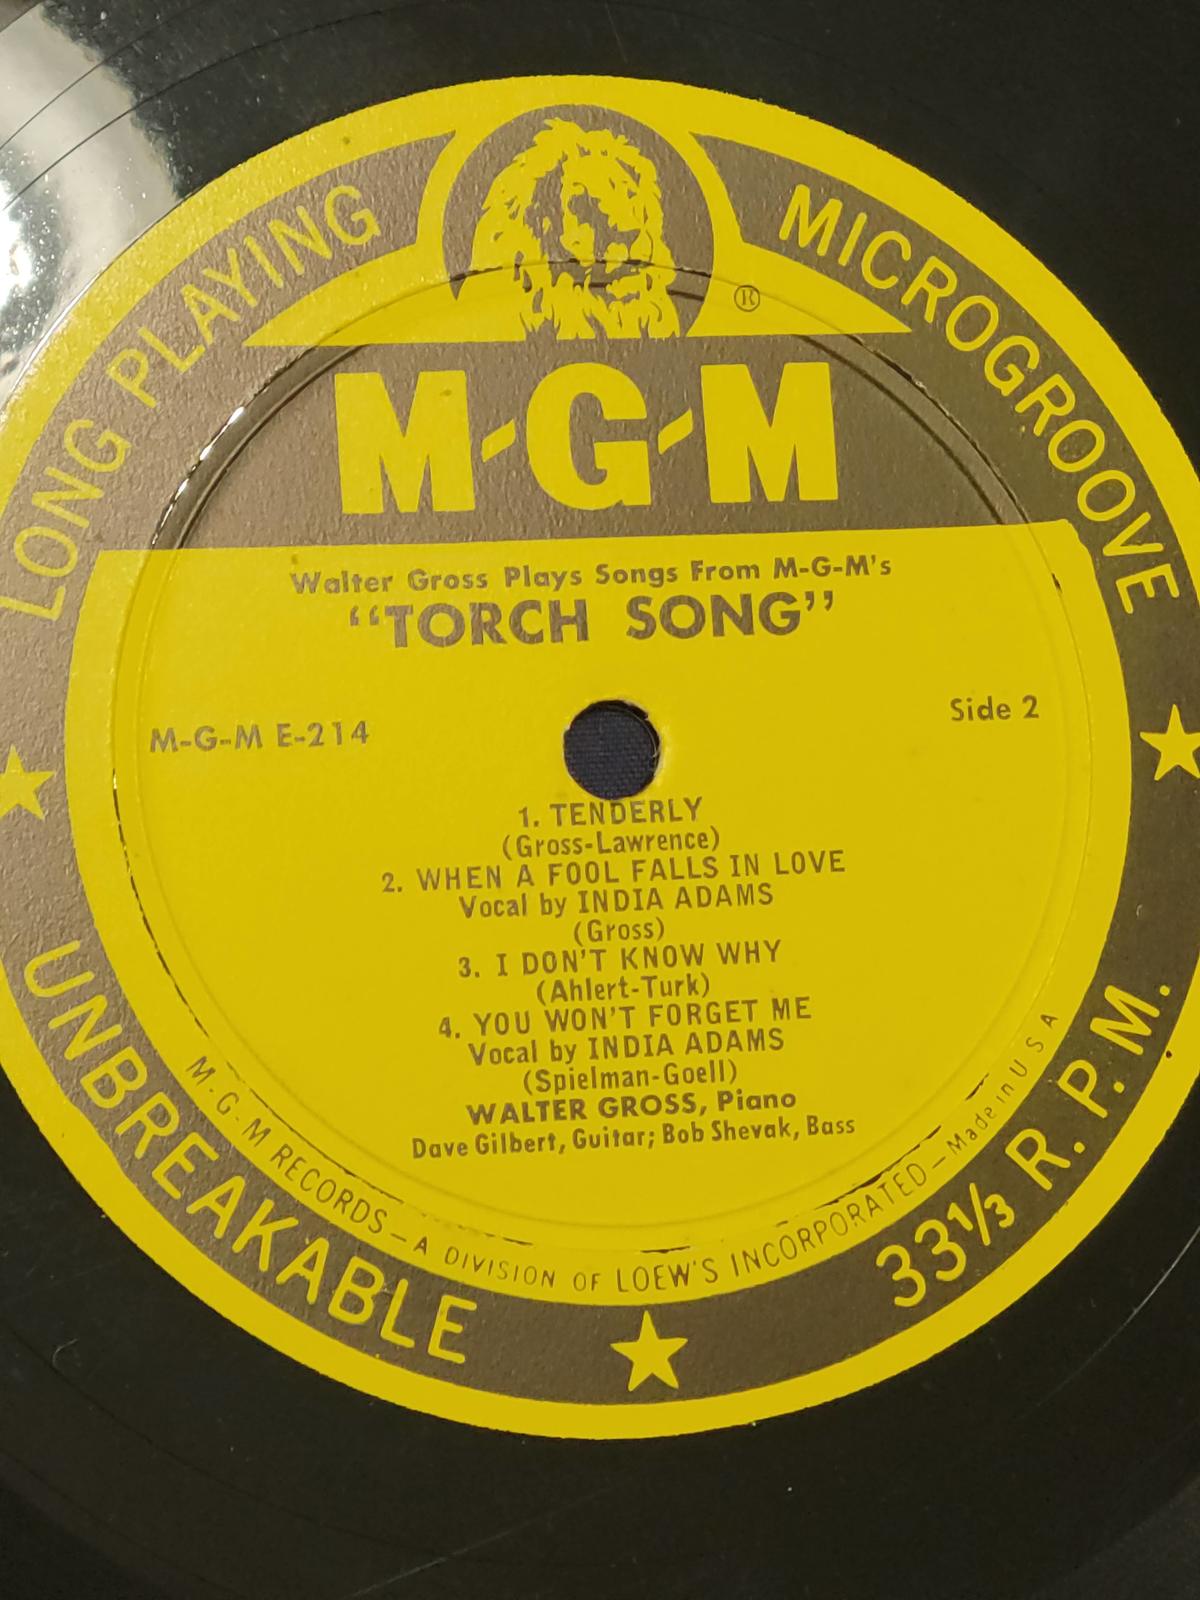 LONG PLAYING
MICROGROOVE
®
M-G-M
Walter Gross Plays Songs From M-G-M's
“TORCH SONG”
M-G-M E-214
Side 2
1. TENDERLY
(Gross-Lawrence)
2. WHEN A FOOL FALLS IN LOVE
Vocal by INDIA ADAMS
(Gross)
3. I DON'T KNOW WHY
(Ahlert-Turk)
4. YOU WON'T FORGET ME
Vocal by INDIA ADAMS
(Spielman-Goell)
WALTER GROSS, Piano
Dave Gilbert, Guitar; Bob Shevak, Bass
M-G-M RECORDS — A DIVISION OF LOEW'S INCORPORATED — Made in U S A
UNBREAKABLE
33⅓ R. P. M.